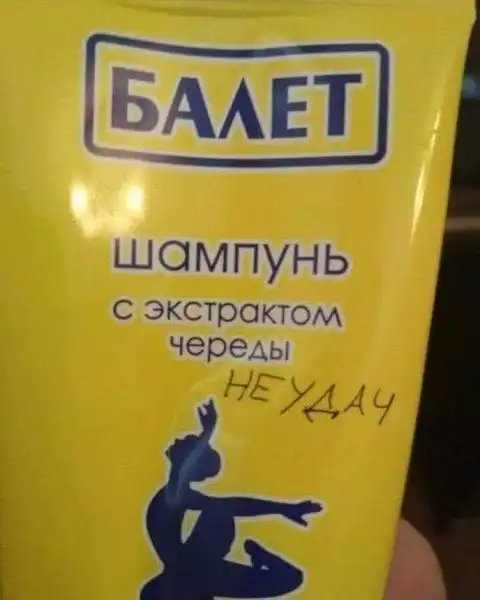 БАЛЕТ
шампунь
с экстрактом
череды
НЕУДАЧ